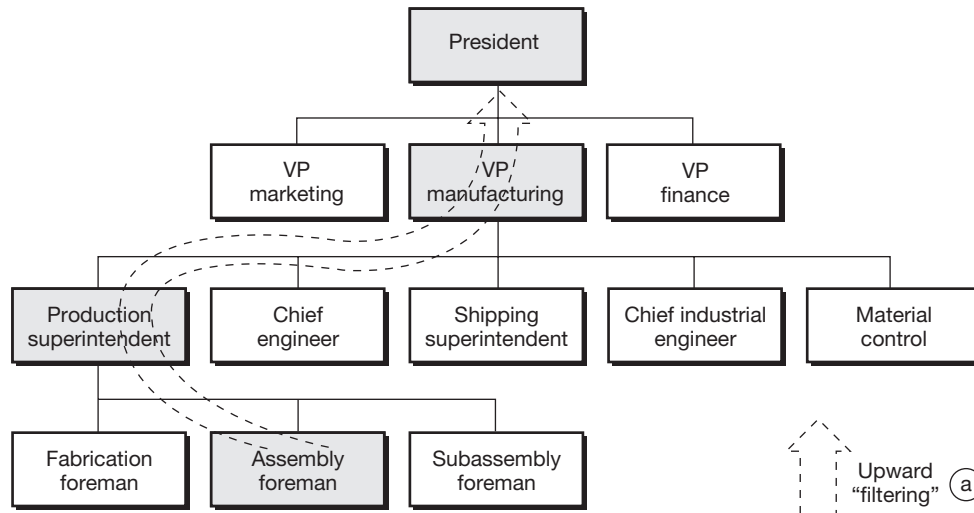 President
VP
marketing
VP
manufacturing
VP
finance
Production
superintendent
Chief
engineer
Shipping
superintendent
Chief industrial
engineer
Material
control
Fabrication
foreman
Assembly
foreman
Subassembly
foreman
Upward
“filtering”
a